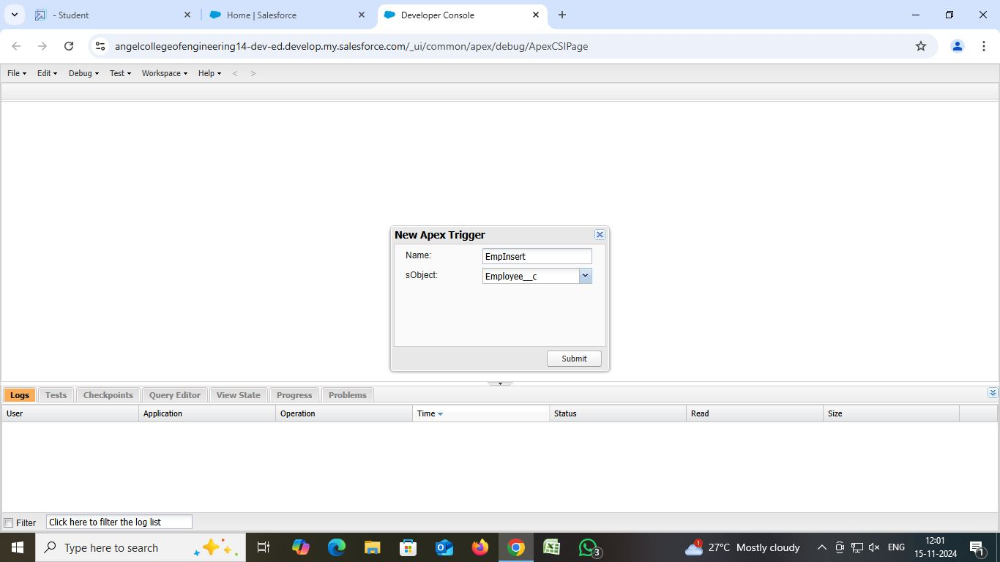 - Student
Home | Salesforce
Developer Console
angelcollegeofengineering14-dev-ed.develop.my.salesforce.com/_ui/common/apex/debug/ApexCSIPage
File Edit Debug Test Workspace Help < >
New Apex Trigger
Name: EmpInsert
sObject: Employee__c
Submit
Logs Tests Checkpoints Query Editor View State Progress Problems
User Application Operation Time Status Read Size
Filter Click here to filter the log list
Type here to search
3
1
27°C Mostly cloudy
ENG
12:01
15-11-2024
1